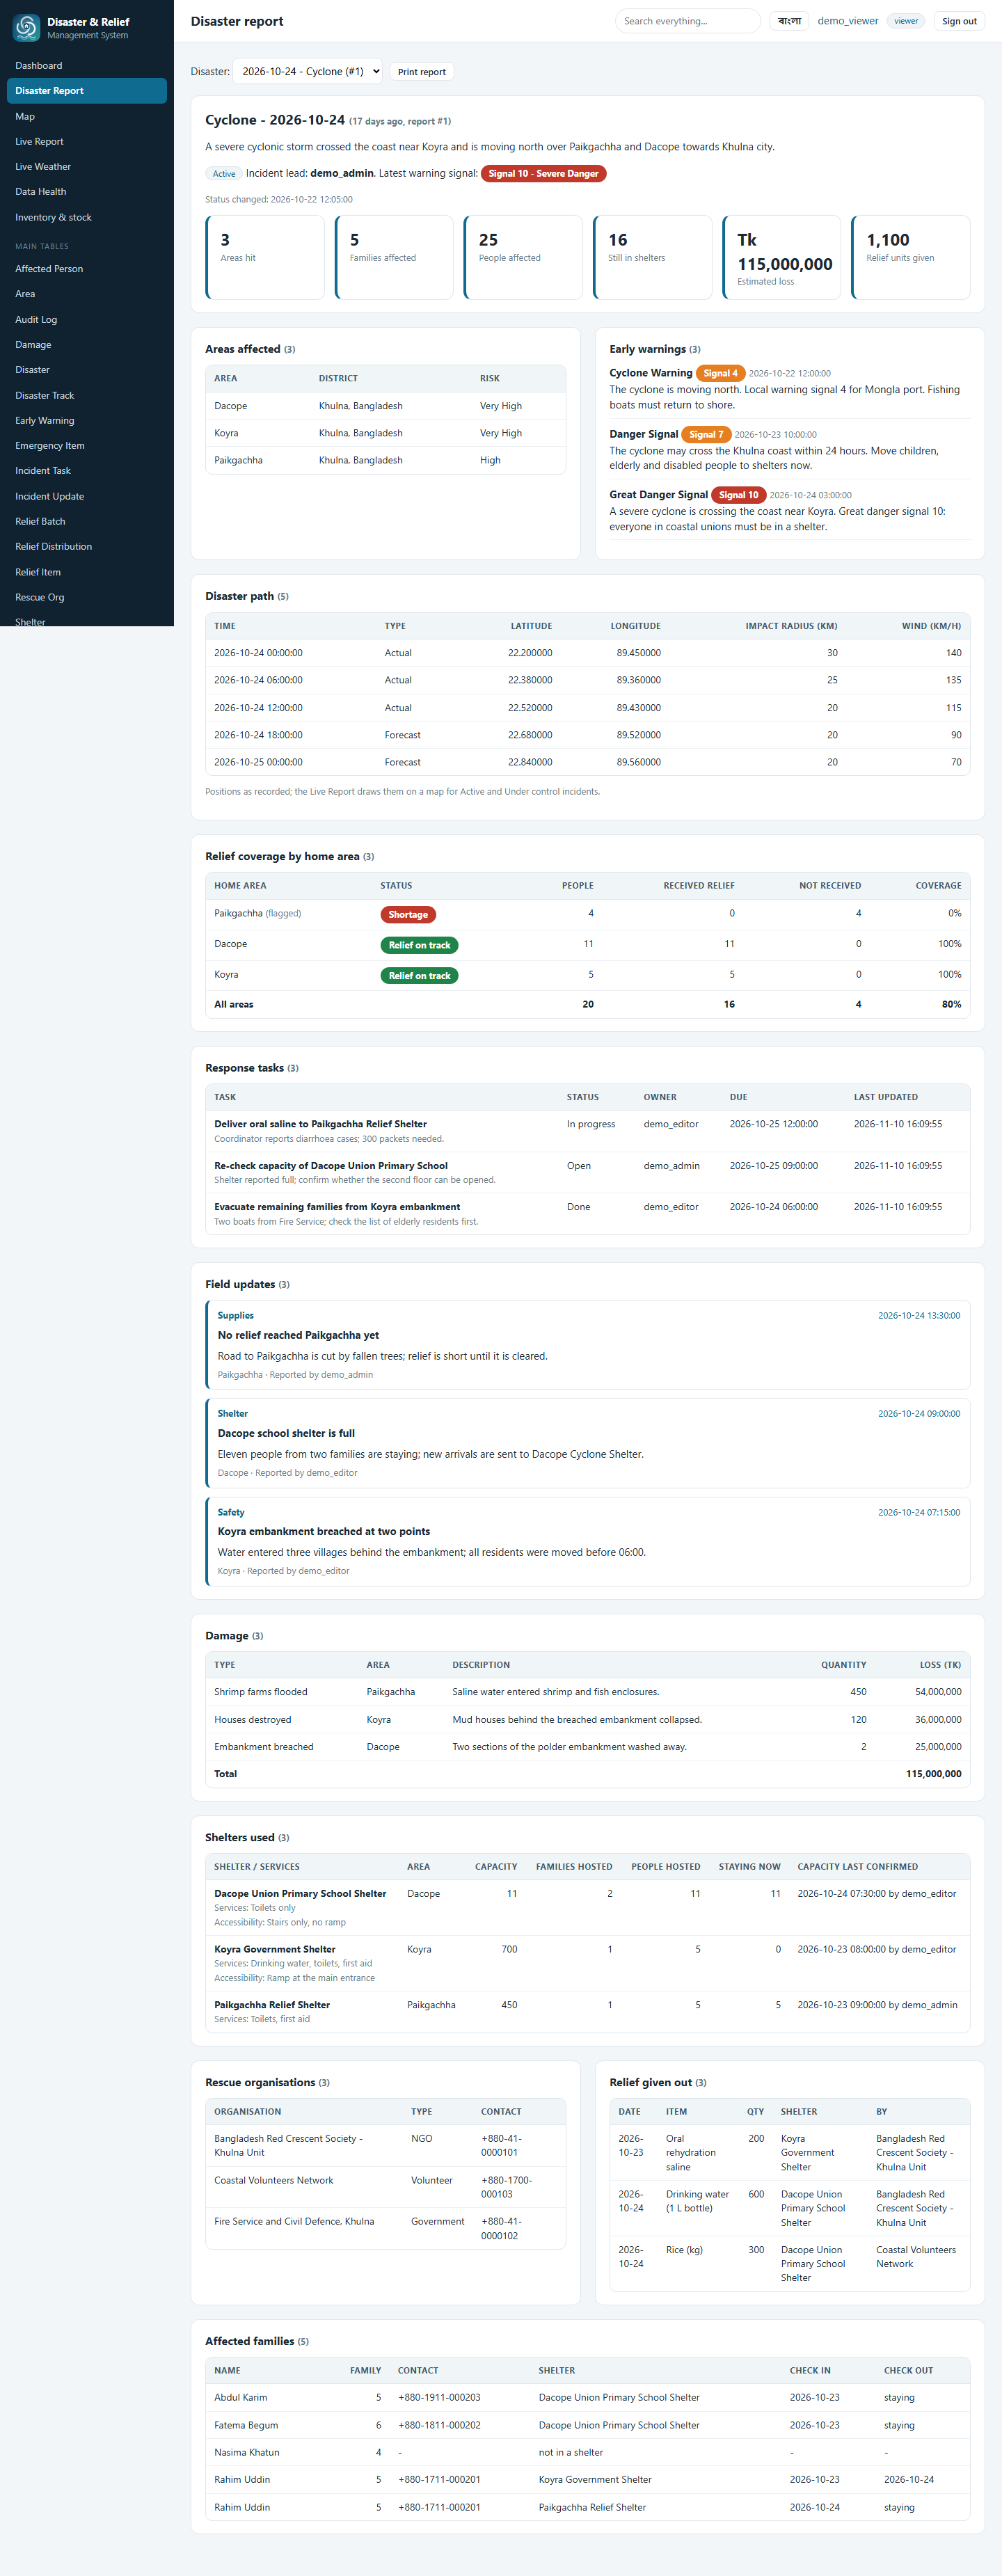 Disaster & Relief
Management System
Dashboard
Disaster Report
Map
Live Report
Live Weather
Data Health
Inventory & stock
MAIN TABLES
Affected Person
Area
Audit Log
Damage
Disaster
Disaster Track
Early Warning
Emergency Item
Incident Task
Incident Update
Relief Batch
Relief Distribution
Relief Item
Rescue Org
Shelter
Disaster report
Search everything...
বাংলা
demo_viewer
viewer
Sign out
Disaster: 2026-10-24 - Cyclone (#1)
Print report
Cyclone - 2026-10-24 (17 days ago, report #1)
A severe cyclonic storm crossed the coast near Koyra and is moving north over Paikgachha and Dacope towards Khulna city.
Active Incident lead: demo_admin. Latest warning signal: Signal 10 - Severe Danger
Status changed: 2026-10-22 12:05:00
3
Areas hit
5
Families affected
25
People affected
16
Still in shelters
Tk
115,000,000
Estimated loss
1,100
Relief units given
Areas affected (3)
AREA DISTRICT RISK
Dacope Khulna, Bangladesh Very High
Koyra Khulna, Bangladesh Very High
Paikgachha Khulna, Bangladesh High
Early warnings (3)
Cyclone Warning Signal 4 2026-10-22 12:00:00
The cyclone is moving north. Local warning signal 4 for Mongla port. Fishing
boats must return to shore.
Danger Signal Signal 7 2026-10-23 10:00:00
The cyclone may cross the Khulna coast within 24 hours. Move children,
elderly and disabled people to shelters now.
Great Danger Signal Signal 10 2026-10-24 03:00:00
A severe cyclone is crossing the coast near Koyra. Great danger signal 10:
everyone in coastal unions must be in a shelter.
Disaster path (5)
TIME TYPE LATITUDE LONGITUDE IMPACT RADIUS (KM) WIND (KM/H)
2026-10-24 00:00:00 Actual 22.200000 89.450000 30 140
2026-10-24 06:00:00 Actual 22.380000 89.360000 25 135
2026-10-24 12:00:00 Actual 22.520000 89.430000 20 115
2026-10-24 18:00:00 Forecast 22.680000 89.520000 20 90
2026-10-25 00:00:00 Forecast 22.840000 89.560000 20 70
Positions as recorded; the Live Report draws them on a map for Active and Under control incidents.
Relief coverage by home area (3)
HOME AREA STATUS PEOPLE RECEIVED RELIEF NOT RECEIVED COVERAGE
Paikgachha (flagged) Shortage 4 0 4 0%
Dacope Relief on track 11 11 0 100%
Koyra Relief on track 5 5 0 100%
All areas 20 16 4 80%
Response tasks (3)
TASK STATUS OWNER DUE LAST UPDATED
Deliver oral saline to Paikgachha Relief Shelter In progress demo_editor 2026-10-25 12:00:00 2026-11-10 16:09:55
Coordinator reports diarrhoea cases; 300 packets needed.
Re-check capacity of Dacope Union Primary School Open demo_admin 2026-10-25 09:00:00 2026-11-10 16:09:55
Shelter reported full; confirm whether the second floor can be opened.
Evacuate remaining families from Koyra embankment Done demo_editor 2026-10-24 06:00:00 2026-11-10 16:09:55
Two boats from Fire Service; check the list of elderly residents first.
Field updates (3)
Supplies 2026-10-24 13:30:00
No relief reached Paikgachha yet
Road to Paikgachha is cut by fallen trees; relief is short until it is cleared.
Paikgachha · Reported by demo_admin
Shelter 2026-10-24 09:00:00
Dacope school shelter is full
Eleven people from two families are staying; new arrivals are sent to Dacope Cyclone Shelter.
Dacope · Reported by demo_editor
Safety 2026-10-24 07:15:00
Koyra embankment breached at two points
Water entered three villages behind the embankment; all residents were moved before 06:00.
Koyra · Reported by demo_editor
Damage (3)
TYPE AREA DESCRIPTION QUANTITY LOSS (TK)
Shrimp farms flooded Paikgachha Saline water entered shrimp and fish enclosures. 450 54,000,000
Houses destroyed Koyra Mud houses behind the breached embankment collapsed. 120 36,000,000
Embankment breached Dacope Two sections of the polder embankment washed away. 2 25,000,000
Total 115,000,000
Shelters used (3)
SHELTER / SERVICES AREA CAPACITY FAMILIES HOSTED PEOPLE HOSTED STAYING NOW CAPACITY LAST CONFIRMED
Dacope Union Primary School Shelter Dacope 11 2 11 11 2026-10-24 07:30:00 by demo_editor
Services: Toilets only
Accessibility: Stairs only, no ramp
Koyra Government Shelter Koyra 700 1 5 0 2026-10-23 08:00:00 by demo_editor
Services: Drinking water, toilets, first aid
Accessibility: Ramp at the main entrance
Paikgachha Relief Shelter Paikgachha 450 1 5 5 2026-10-23 09:00:00 by demo_admin
Services: Toilets, first aid
Rescue organisations (3)
ORGANISATION TYPE CONTACT
Bangladesh Red Crescent Society - NGO +880-41-
Khulna Unit 0000101
Coastal Volunteers Network Volunteer +880-1700-
000103
Fire Service and Civil Defence, Khulna Government +880-41-
0000102
Relief given out (3)
DATE ITEM QTY SHELTER BY
2026- Oral 200 Koyra Bangladesh Red
10-23 rehydration Government Crescent Society -
saline Shelter Khulna Unit
2026- Drinking water 600 Dacope Union Bangladesh Red
10-24 (1 L bottle) Primary School Crescent Society -
Shelter Khulna Unit
2026- Rice (kg) 300 Dacope Union Coastal Volunteers
10-24 Primary School Network
Shelter
Affected families (5)
NAME FAMILY CONTACT SHELTER CHECK IN CHECK OUT
Abdul Karim 5 +880-1911-000203 Dacope Union Primary School Shelter 2026-10-23 staying
Fatema Begum 6 +880-1811-000202 Dacope Union Primary School Shelter 2026-10-23 staying
Nasima Khatun 4 - not in a shelter - -
Rahim Uddin 5 +880-1711-000201 Koyra Government Shelter 2026-10-23 2026-10-24
Rahim Uddin 5 +880-1711-000201 Paikgachha Relief Shelter 2026-10-24 staying